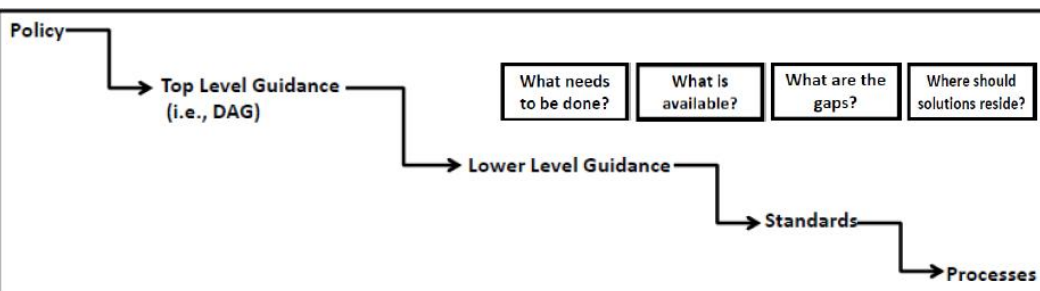 Policy
Top Level Guidance
(i.e., DAG)
What needs
to be done?
What is
available?
What are the
gaps?
Where should
solutions reside?
Lower Level Guidance
Standards
Processes